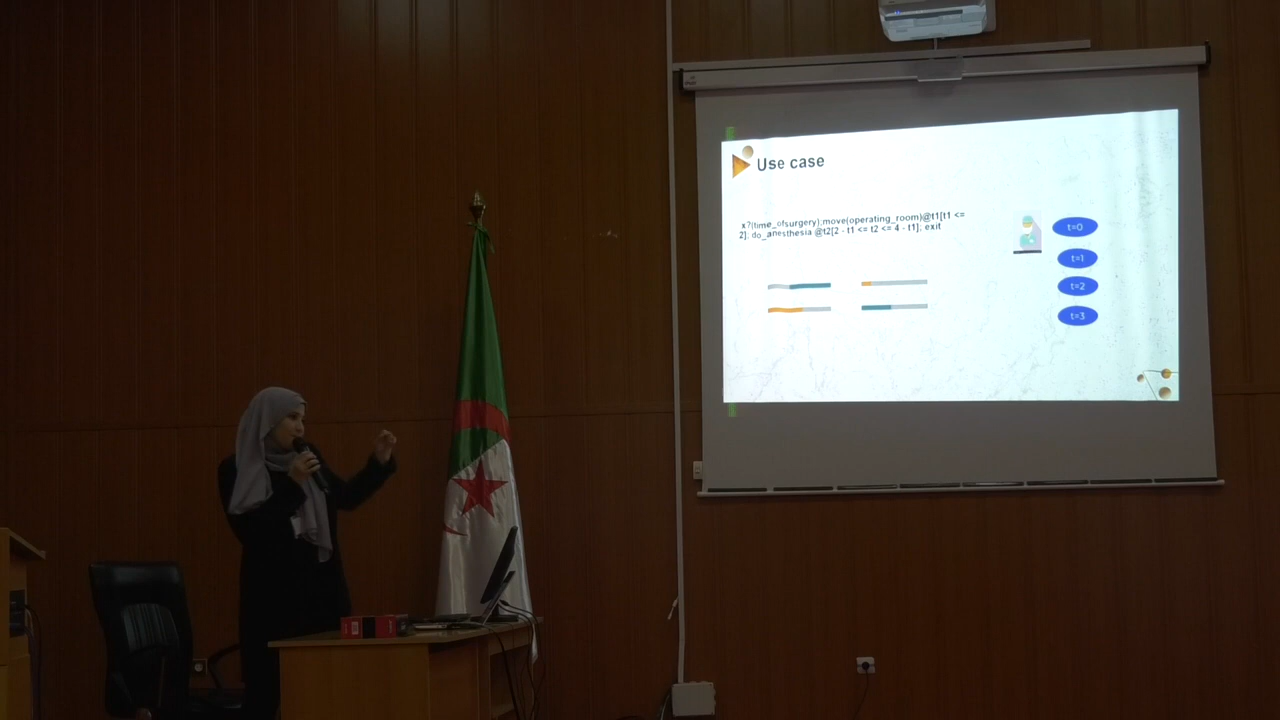 Use case
x?(time_ofsurgery);move(operating_room)@t1[t1 <=
2]; do_anesthesia @t2[2 - t1 <= t2 <= 4 - t1]; exit
t=0
t=1
t=2
t=3